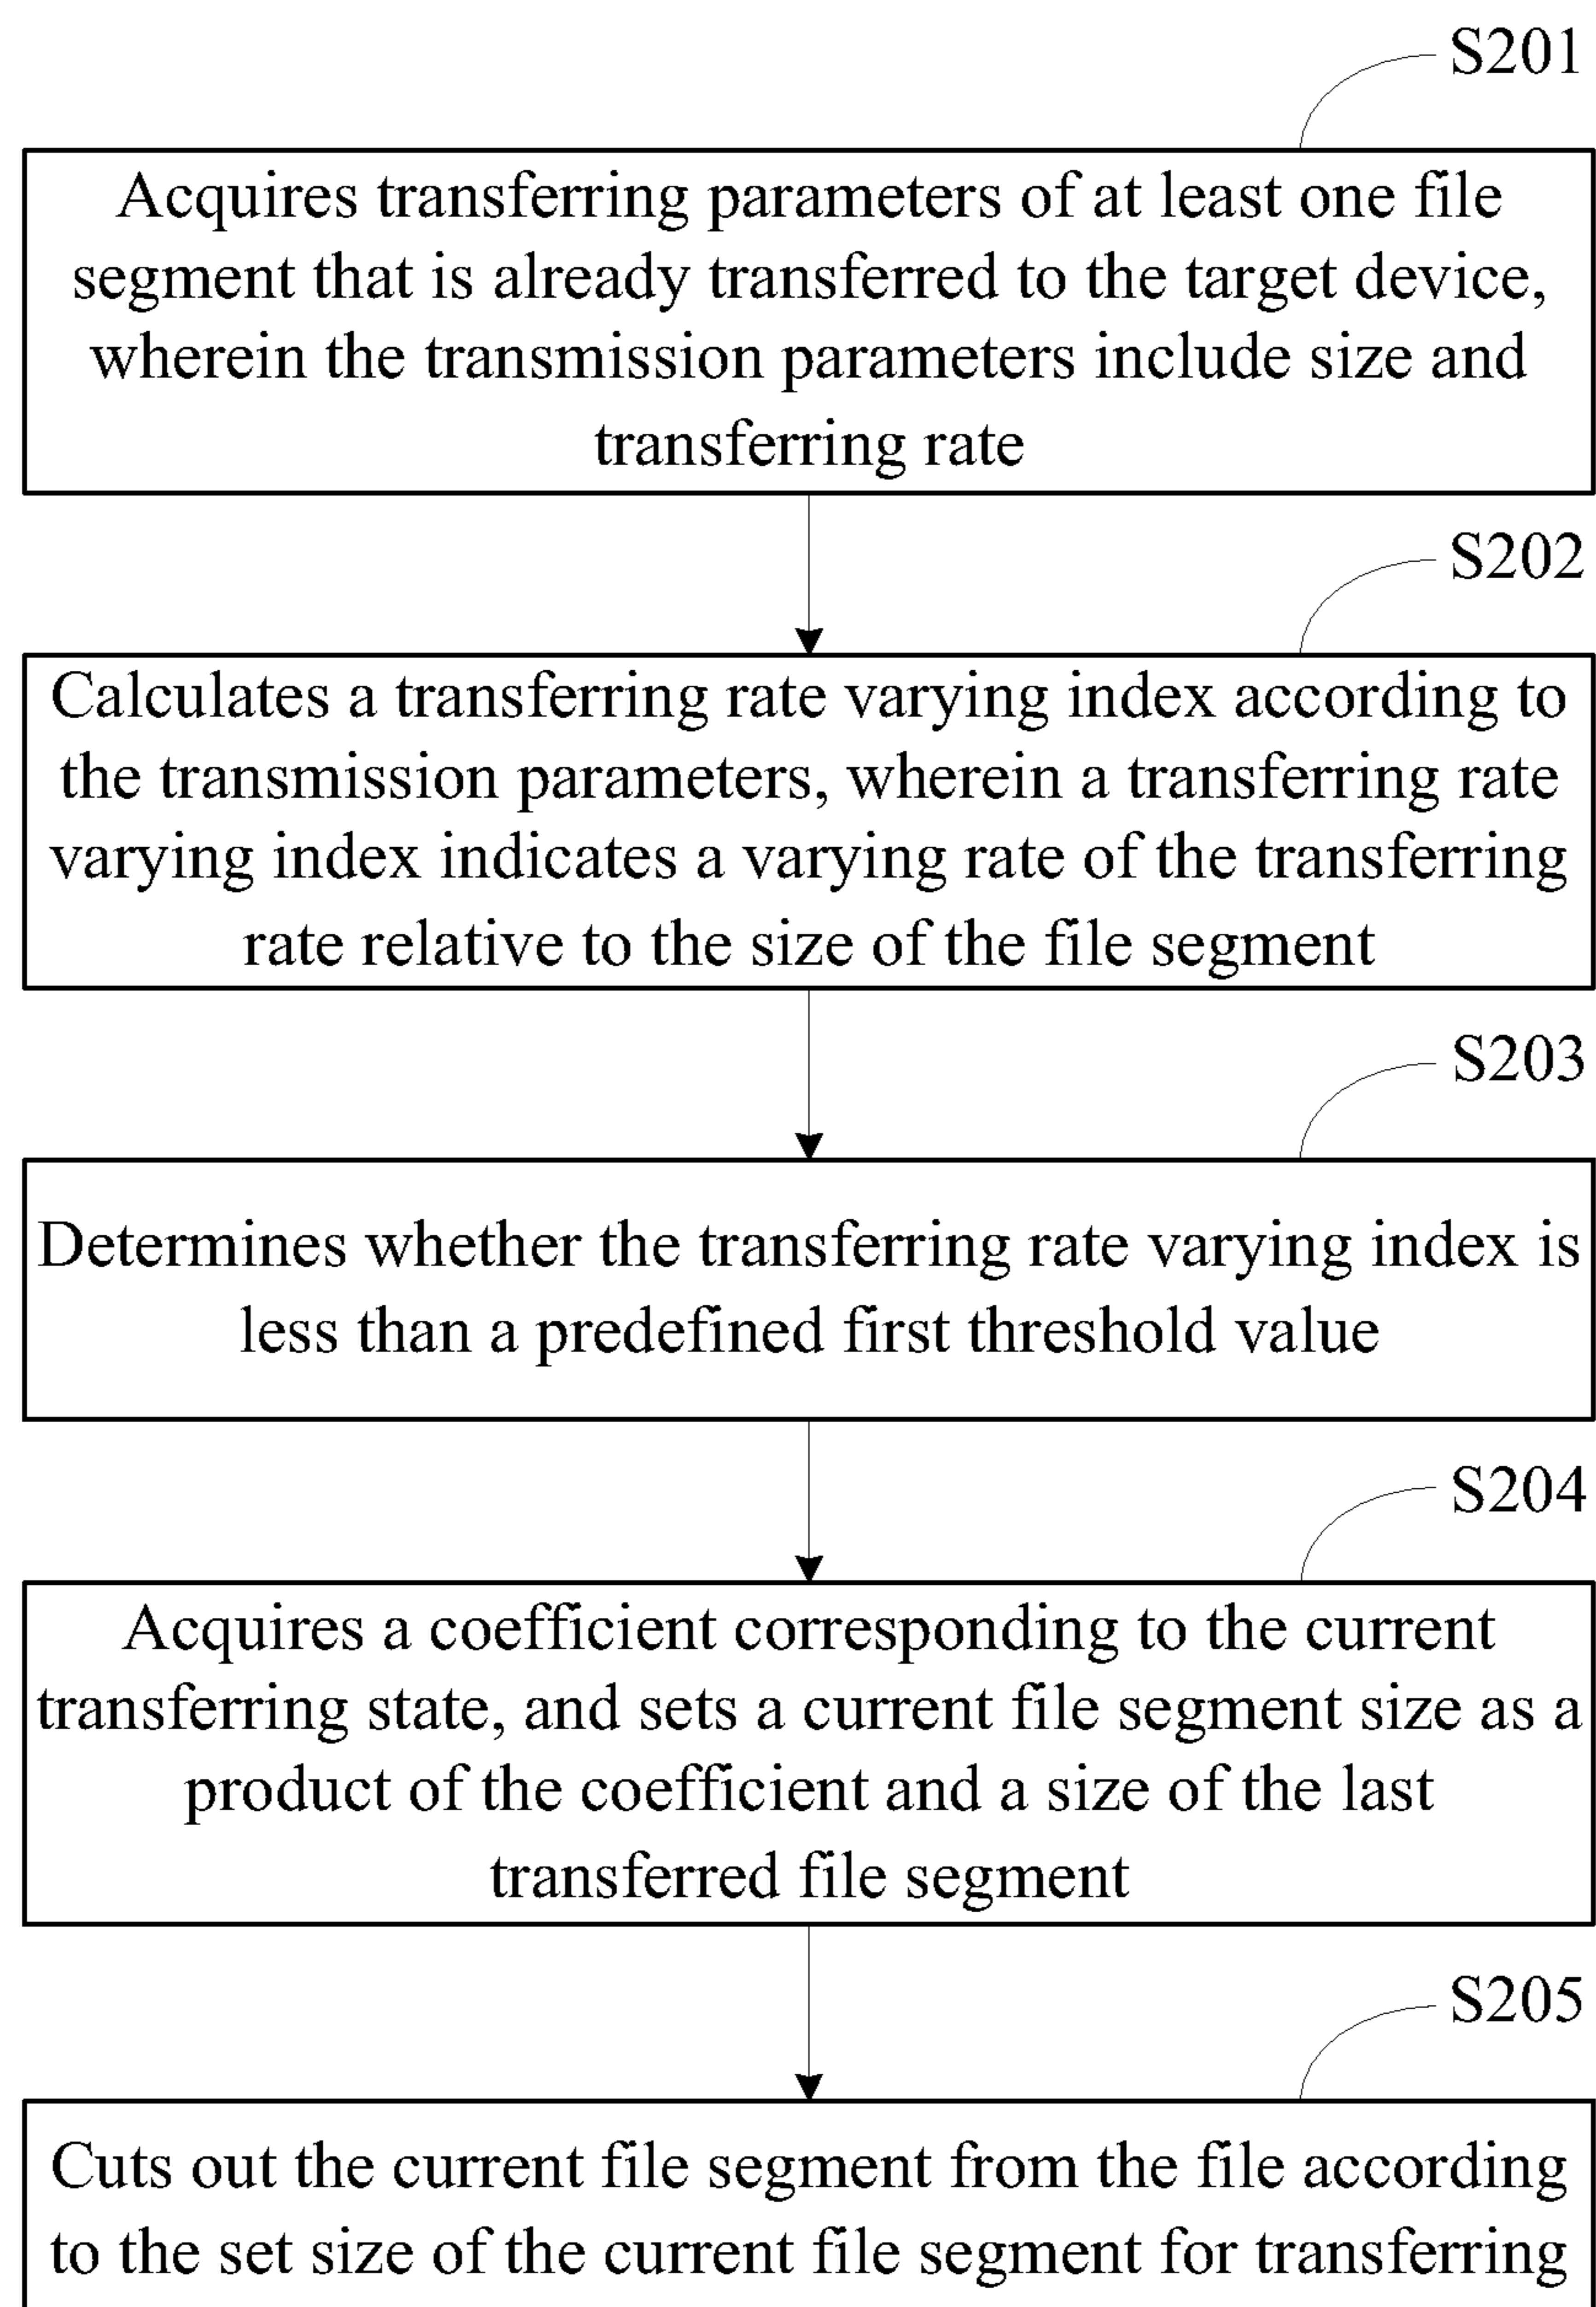 S201
Acquires transferring parameters of at least one file
segment that is already transferred to the target device,
wherein the transmission parameters include size and
transferring rate
S202
Calculates a transferring rate varying index according to
the transmission parameters, wherein a transferring rate
varying index indicates a varying rate of the transferring
rate relative to the size of the file segment
S203
Determines whether the transferring rate varying index is
less than a predefined first threshold value
S204
Acquires a coefficient corresponding to the current
transferring state, and sets a current file segment size as a
product of the coefficient and a size of the last
transferred file segment
S205
Cuts out the current file segment from the file according
to the set size of the current file segment for transferring